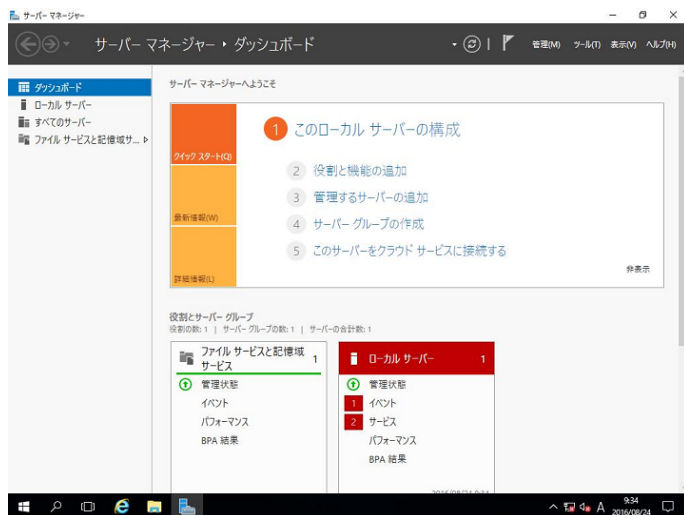 サーバー マネージャー
サーバー マネージャー・ダッシュボード
管理(M) ツール(T) 表示(V) ヘルプ(H)
ダッシュボード
ローカル サーバー
すべてのサーバー
ファイル サービスと記憶域サ...
サーバー マネージャーへようこそ
クイック スタート(Q)
最新情報(W)
詳細情報(L)
1 このローカル サーバーの構成
2 役割と機能の追加
3 管理するサーバーの追加
4 サーバー グループの作成
5 このサーバーをクラウド サービスに接続する
非表示
役割とサーバー グループ
役割の数: 1 | サーバー グループの数: 1 | サーバーの合計数: 1
ファイル サービスと記憶域
サービス
1
管理状態
イベント
パフォーマンス
BPA 結果
ローカル サーバー 1
管理状態
1 イベント
2 サービス
パフォーマンス
BPA 結果
2016/08/24 9:34
A
9:34
2016/08/24